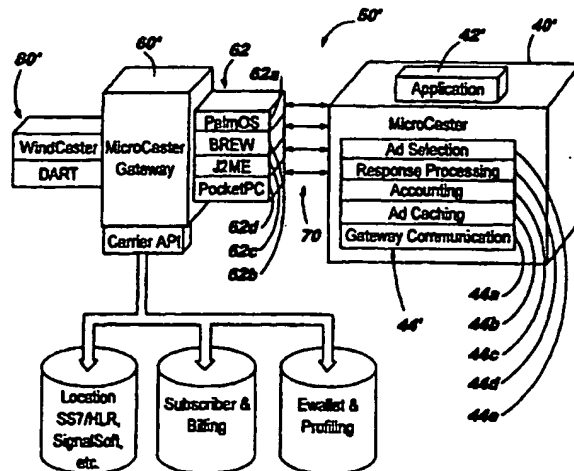 50'
40'
60'
62
42'
80'
62a
Application
PalmOS
MicroCaster
WindCaster
MicroCaster
Gateway
BREW
Ad Selection
DART
J2ME
Response Processing
PocketPC
Accounting
62d
Ad Caching
Carrier API
62c
70
Gateway Communication
62b
44'
44a
44b
44c
44d
44e
Location
SS7/HLR,
SignalSoft,
etc.
Subscriber &
Billing
Ewallet &
Profiling